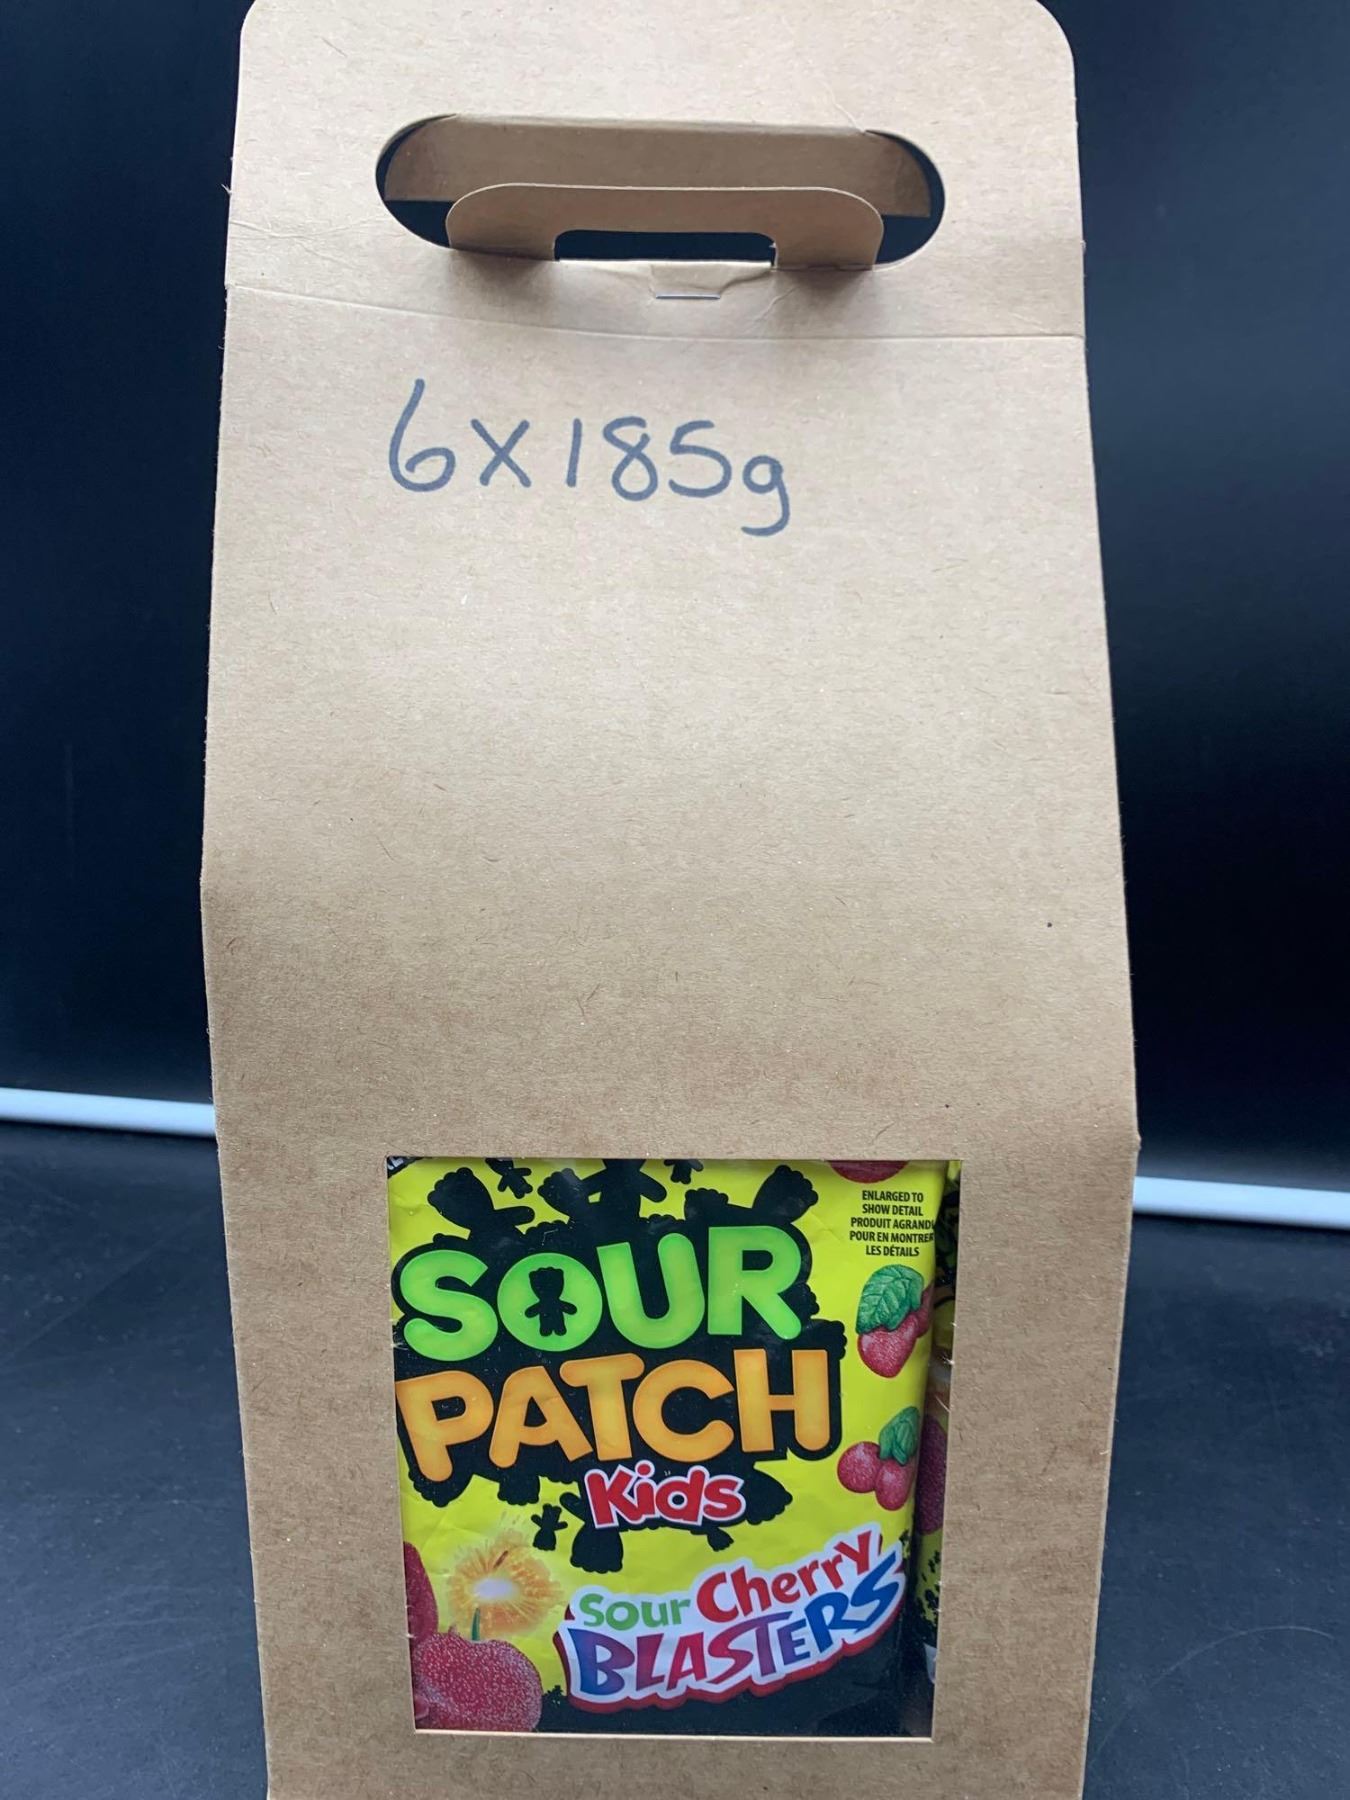 6x185g
ENLARGED TO
SHOW DETAIL
PRODUIT AGRANDI
POUR EN MONTRER
LES DÉTAILS
SOUR
PATCH
Kids
Sour Cherry
BLASTERS